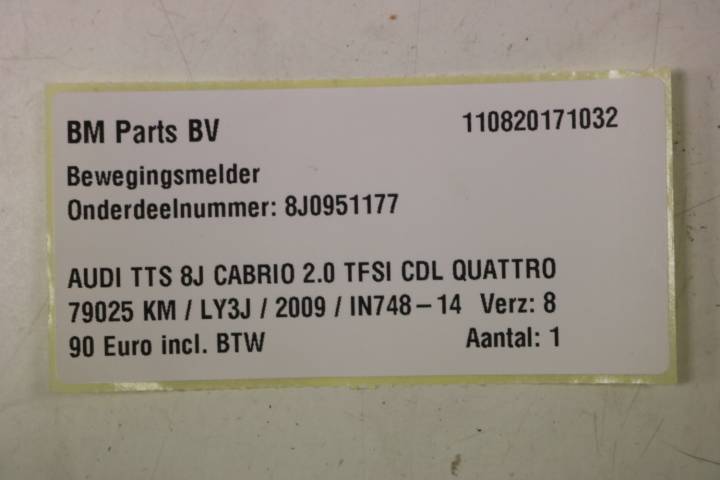 BM Parts BV 110820171032
Bewegingsmelder
Onderdeelnummer: 8J0951177
AUDI TTS 8J CABRIO 2.0 TFSI CDL QUATTRO
79025 KM / LY3J / 2009 / IN748-14 Verz: 8
90 Euro incl. BTW Aantal: 1